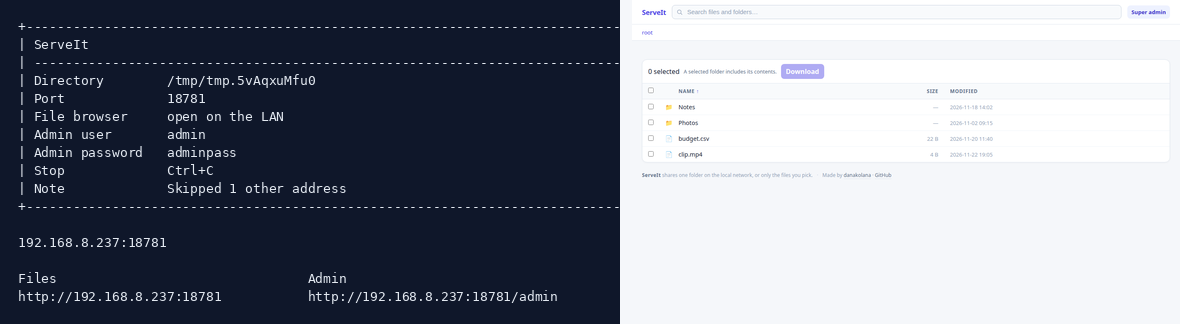 ServeIt
Directory /tmp/tmp.5vAqxuMfu0
Port 18781
File browser open on the LAN
Admin user admin
Admin password adminpass
Stop Ctrl+C
Note Skipped 1 other address
192.168.8.237:18781
Files Admin
http://192.168.8.237:18781 http://192.168.8.237:18781/admin
ServeIt Search files and folders... Super admin
root
0 selected A selected folder includes its contents. Download
NAME ↑ SIZE MODIFIED
Notes — 2026-11-18 14:02
Photos — 2026-11-02 09:15
budget.csv 22 B 2026-11-20 11:40
clip.mp4 4 B 2026-11-22 19:05
ServeIt shares one folder on the local network, or only the files you pick. Made by danakolana · GitHub